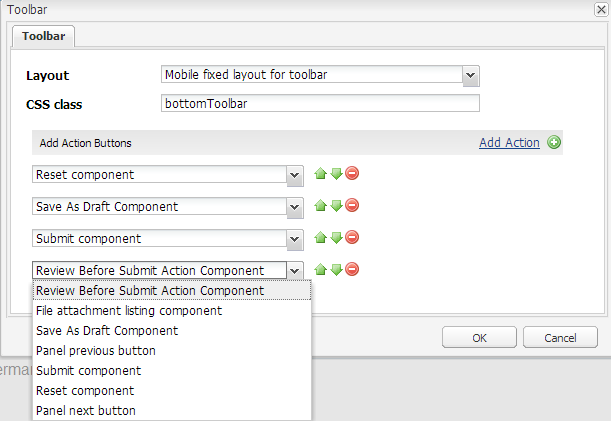 Toolbar
Toolbar
Layout
Mobile fixed layout for toolbar
CSS class
bottomToolbar
Add Action Buttons
Add Action
Reset component
Save As Draft Component
Submit component
Review Before Submit Action Component
Review Before Submit Action Component
File attachment listing component
Save As Draft Component
Panel previous button
Submit component
Reset component
Panel next button
OK
Cancel